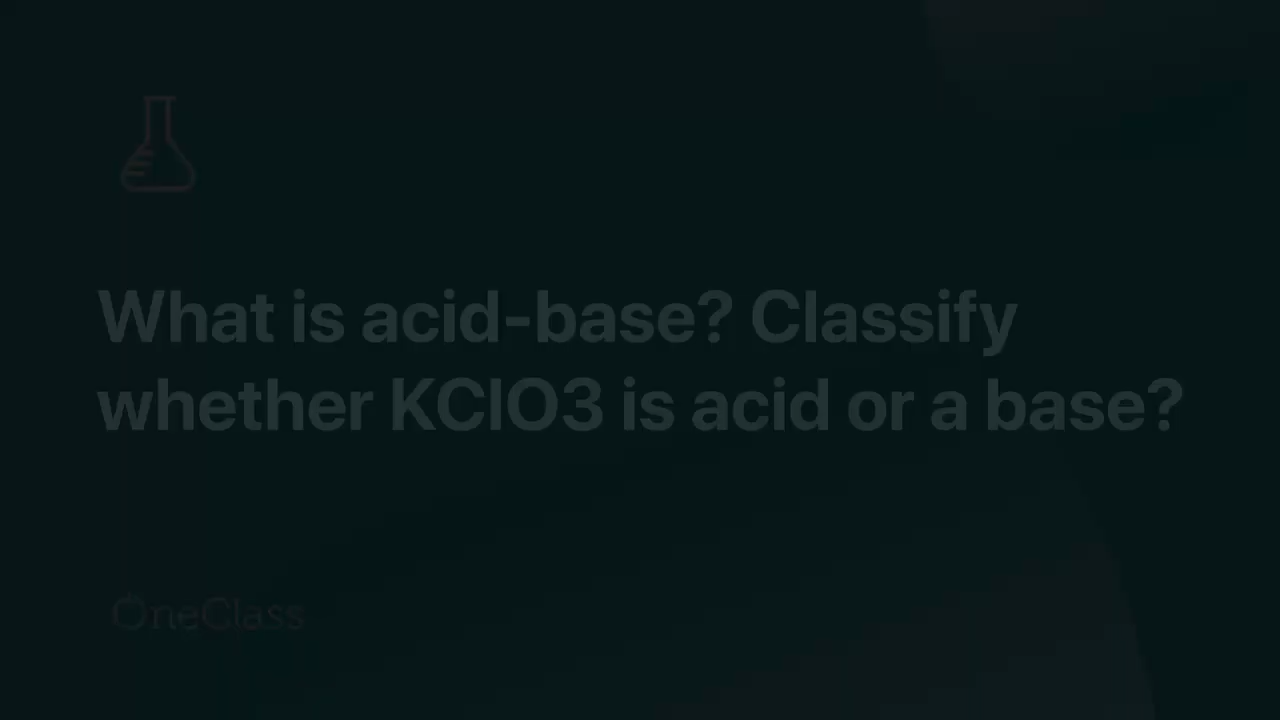 What is acid-base? Classify
whether KClO3 is acid or a base?
OneClass